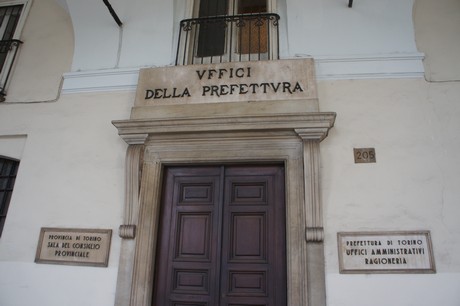 VFFICI
DELLA PREFETTVRA
205
PROVINCIA DI TORINO
SALA DEL CONSIGLIO
PROVINCIALE
PREFETTURA DI TORINO
UFFICI AMMINISTRATIVI
RAGIONERIA